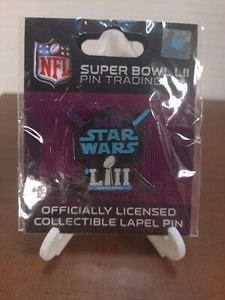 NFL
SUPER BOWL LII
PIN TRADING
STAR
WARS
LII
OFFICIALLY LICENSED
COLLECTIBLE LAPEL PIN